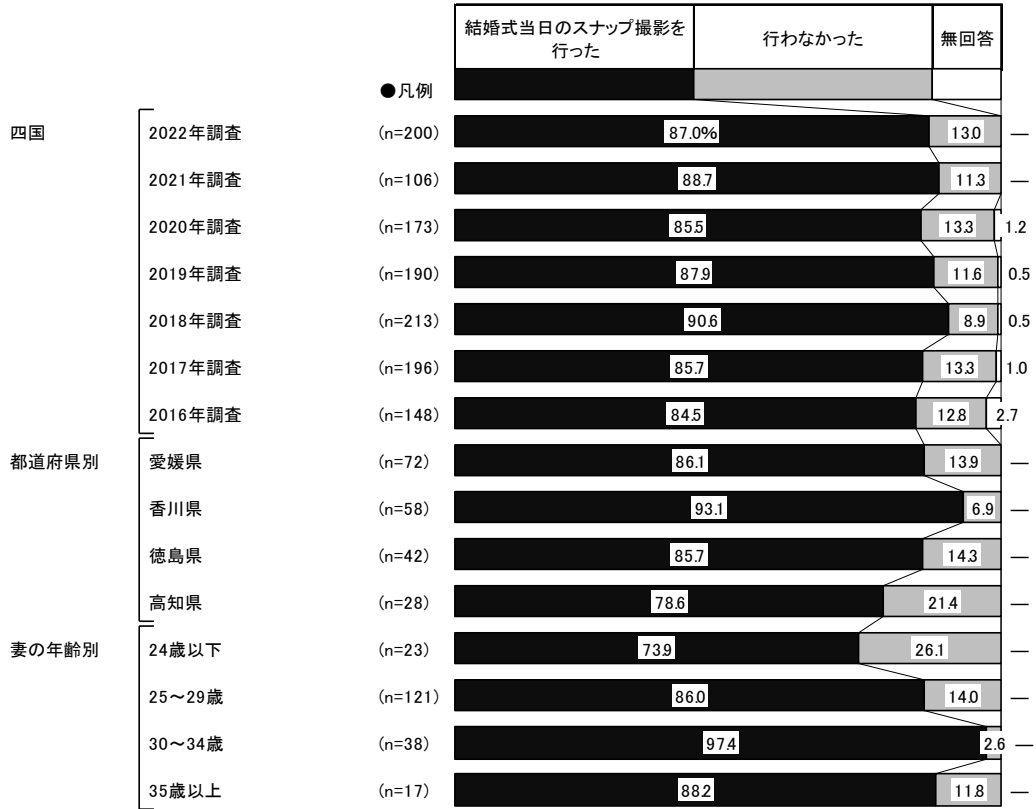 結婚式当日のスナップ撮影を
行った
行わなかった
無回答
●凡例
四国
2022年調査 (n=200) 87.0% 13.0 ―
2021年調査 (n=106) 88.7 11.3 ―
2020年調査 (n=173) 85.5 13.3 1.2
2019年調査 (n=190) 87.9 11.6 0.5
2018年調査 (n=213) 90.6 8.9 0.5
2017年調査 (n=196) 85.7 13.3 1.0
2016年調査 (n=148) 84.5 12.8 2.7
都道府県別
愛媛県 (n=72) 86.1 13.9 ―
香川県 (n=58) 93.1 6.9 ―
徳島県 (n=42) 85.7 14.3 ―
高知県 (n=28) 78.6 21.4 ―
妻の年齢別
24歳以下 (n=23) 73.9 26.1 ―
25～29歳 (n=121) 86.0 14.0 ―
30～34歳 (n=38) 97.4 2.6 ―
35歳以上 (n=17) 88.2 11.8 ―